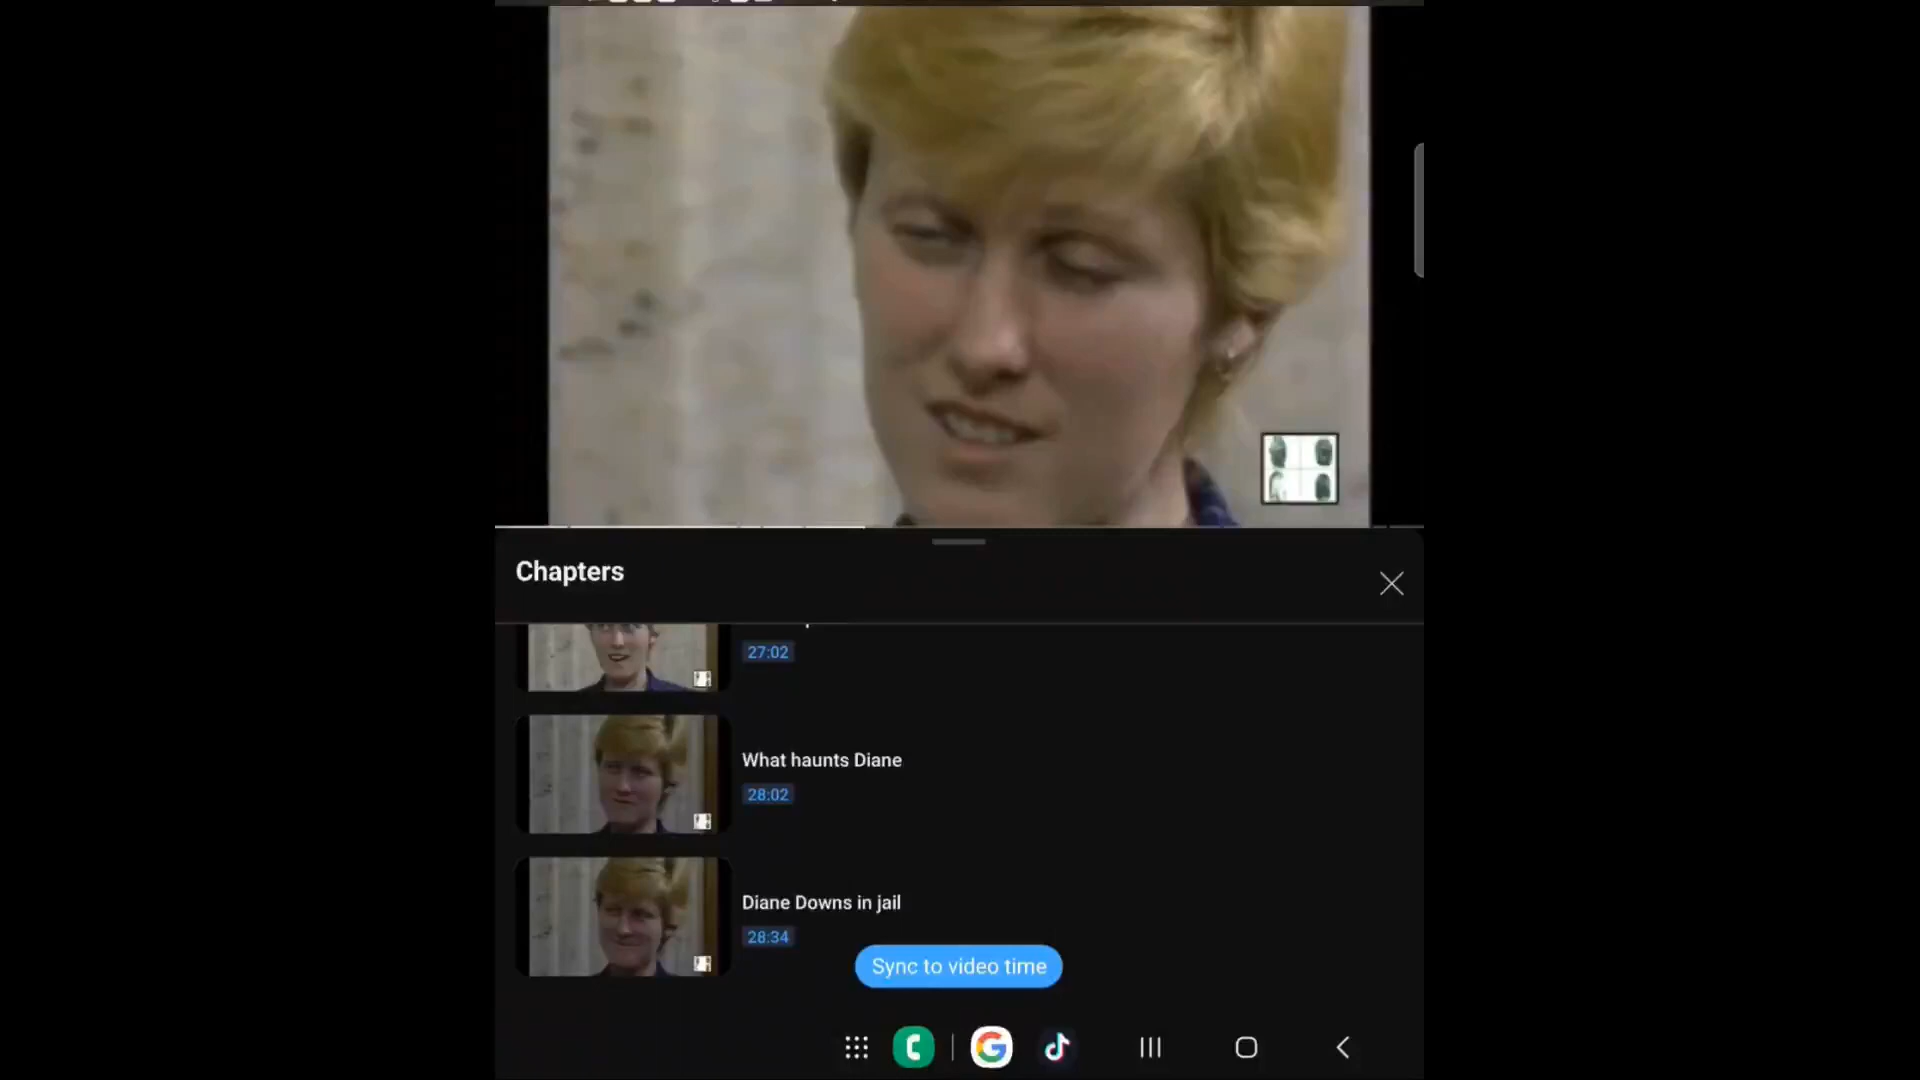 Chapters
27:02
What haunts Diane
28:02
Diane Downs in jail
28:34
Sync to video time